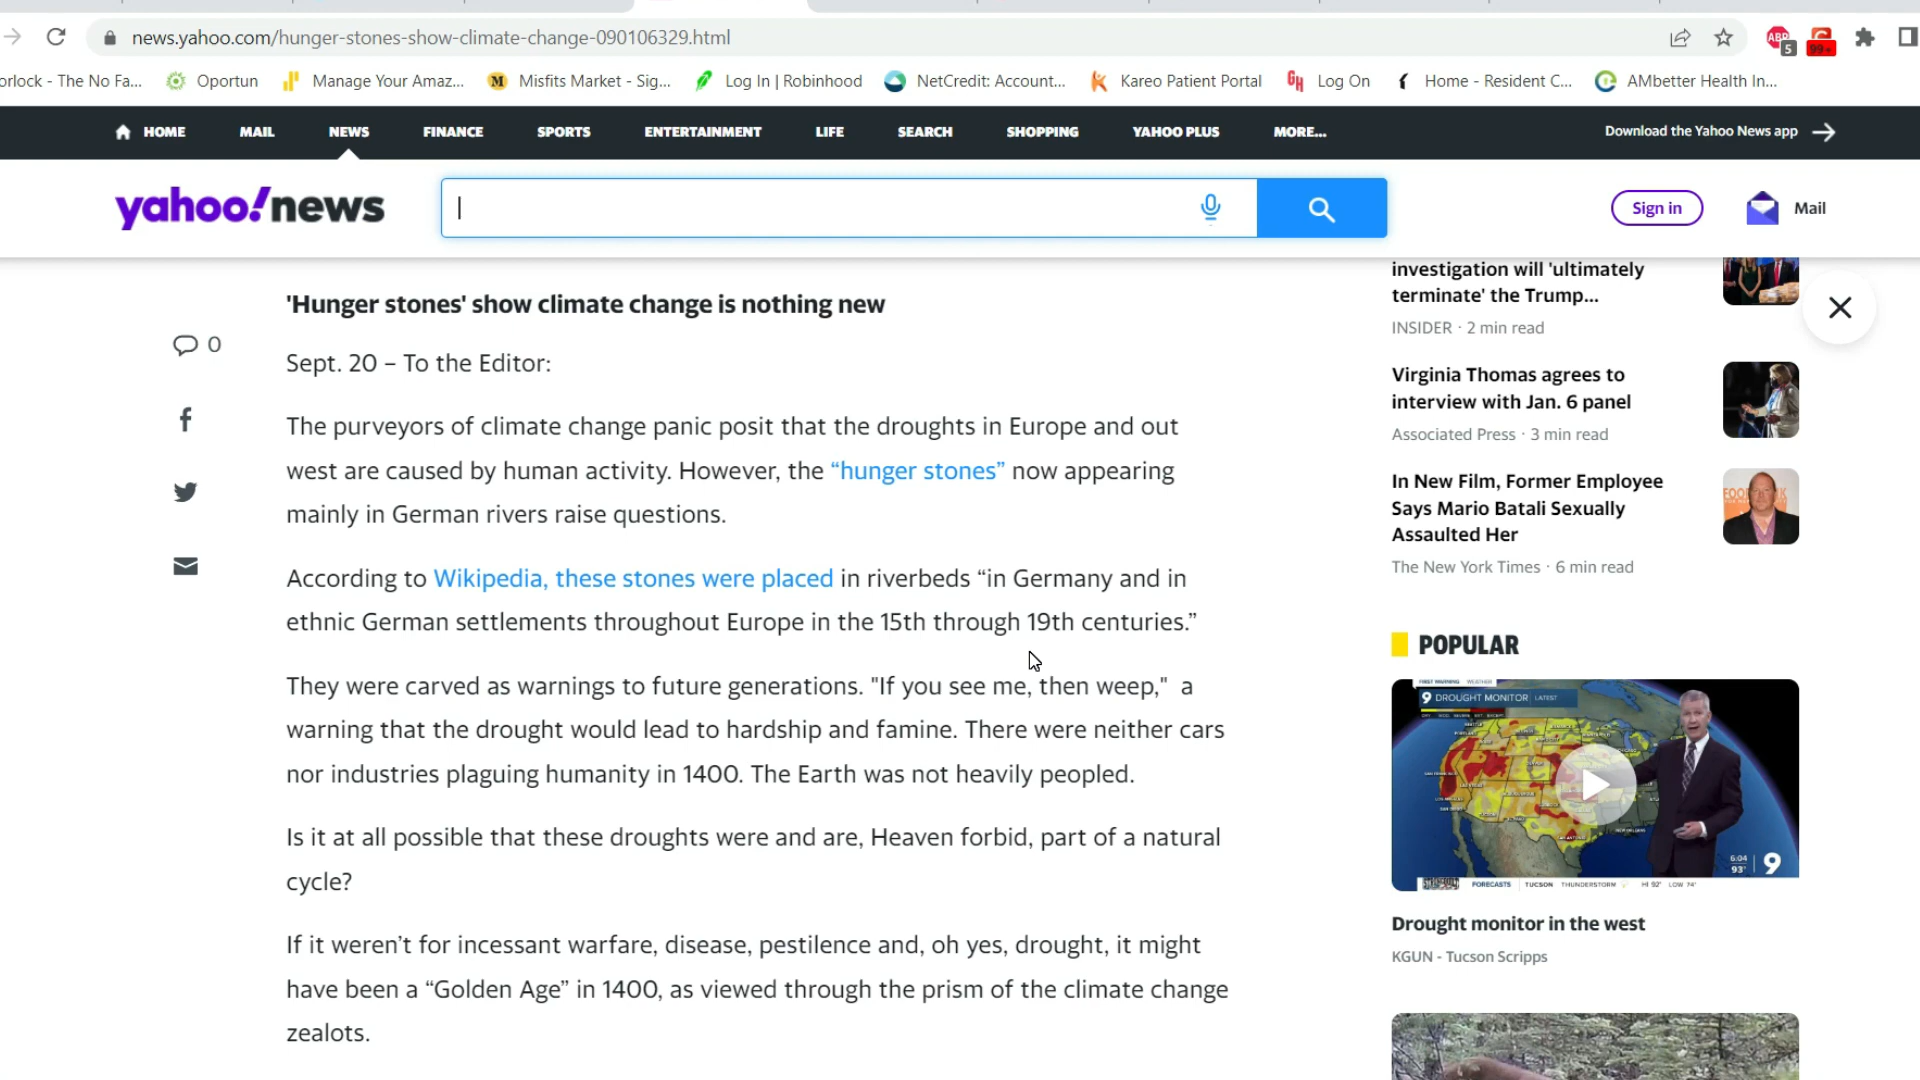 news.yahoo.com/hunger-stones-show-climate-change-090106329.html
ABP 5 99+
orlock - The No Fa... Oportun Manage Your Amaz... Misfits Market - Sig... Log In | Robinhood NetCredit: Account... Kareo Patient Portal Log On Home - Resident C... AMbetter Health In...
HOME MAIL NEWS FINANCE SPORTS ENTERTAINMENT LIFE SEARCH SHOPPING YAHOO PLUS MORE... Download the Yahoo News app
yahoo!news
Sign in Mail
'Hunger stones' show climate change is nothing new
0
Sept. 20 – To the Editor:
The purveyors of climate change panic posit that the droughts in Europe and out
west are caused by human activity. However, the “hunger stones” now appearing
mainly in German rivers raise questions.
According to Wikipedia, these stones were placed in riverbeds “in Germany and in
ethnic German settlements throughout Europe in the 15th through 19th centuries.”
They were carved as warnings to future generations. "If you see me, then weep," a
warning that the drought would lead to hardship and famine. There were neither cars
nor industries plaguing humanity in 1400. The Earth was not heavily peopled.
Is it at all possible that these droughts were and are, Heaven forbid, part of a natural
cycle?
If it weren’t for incessant warfare, disease, pestilence and, oh yes, drought, it might
have been a “Golden Age” in 1400, as viewed through the prism of the climate change
zealots.
investigation will 'ultimately
terminate' the Trump...
INSIDER · 2 min read
Virginia Thomas agrees to
interview with Jan. 6 panel
Associated Press · 3 min read
In New Film, Former Employee
Says Mario Batali Sexually
Assaulted Her
The New York Times · 6 min read
POPULAR
FIRST WARNING WEATHER
9 DROUGHT MONITOR LATEST
6:04
93° 9
FORECASTS TUCSON THUNDERSTORM HI 92° LOW 74°
Drought monitor in the west
KGUN - Tucson Scripps